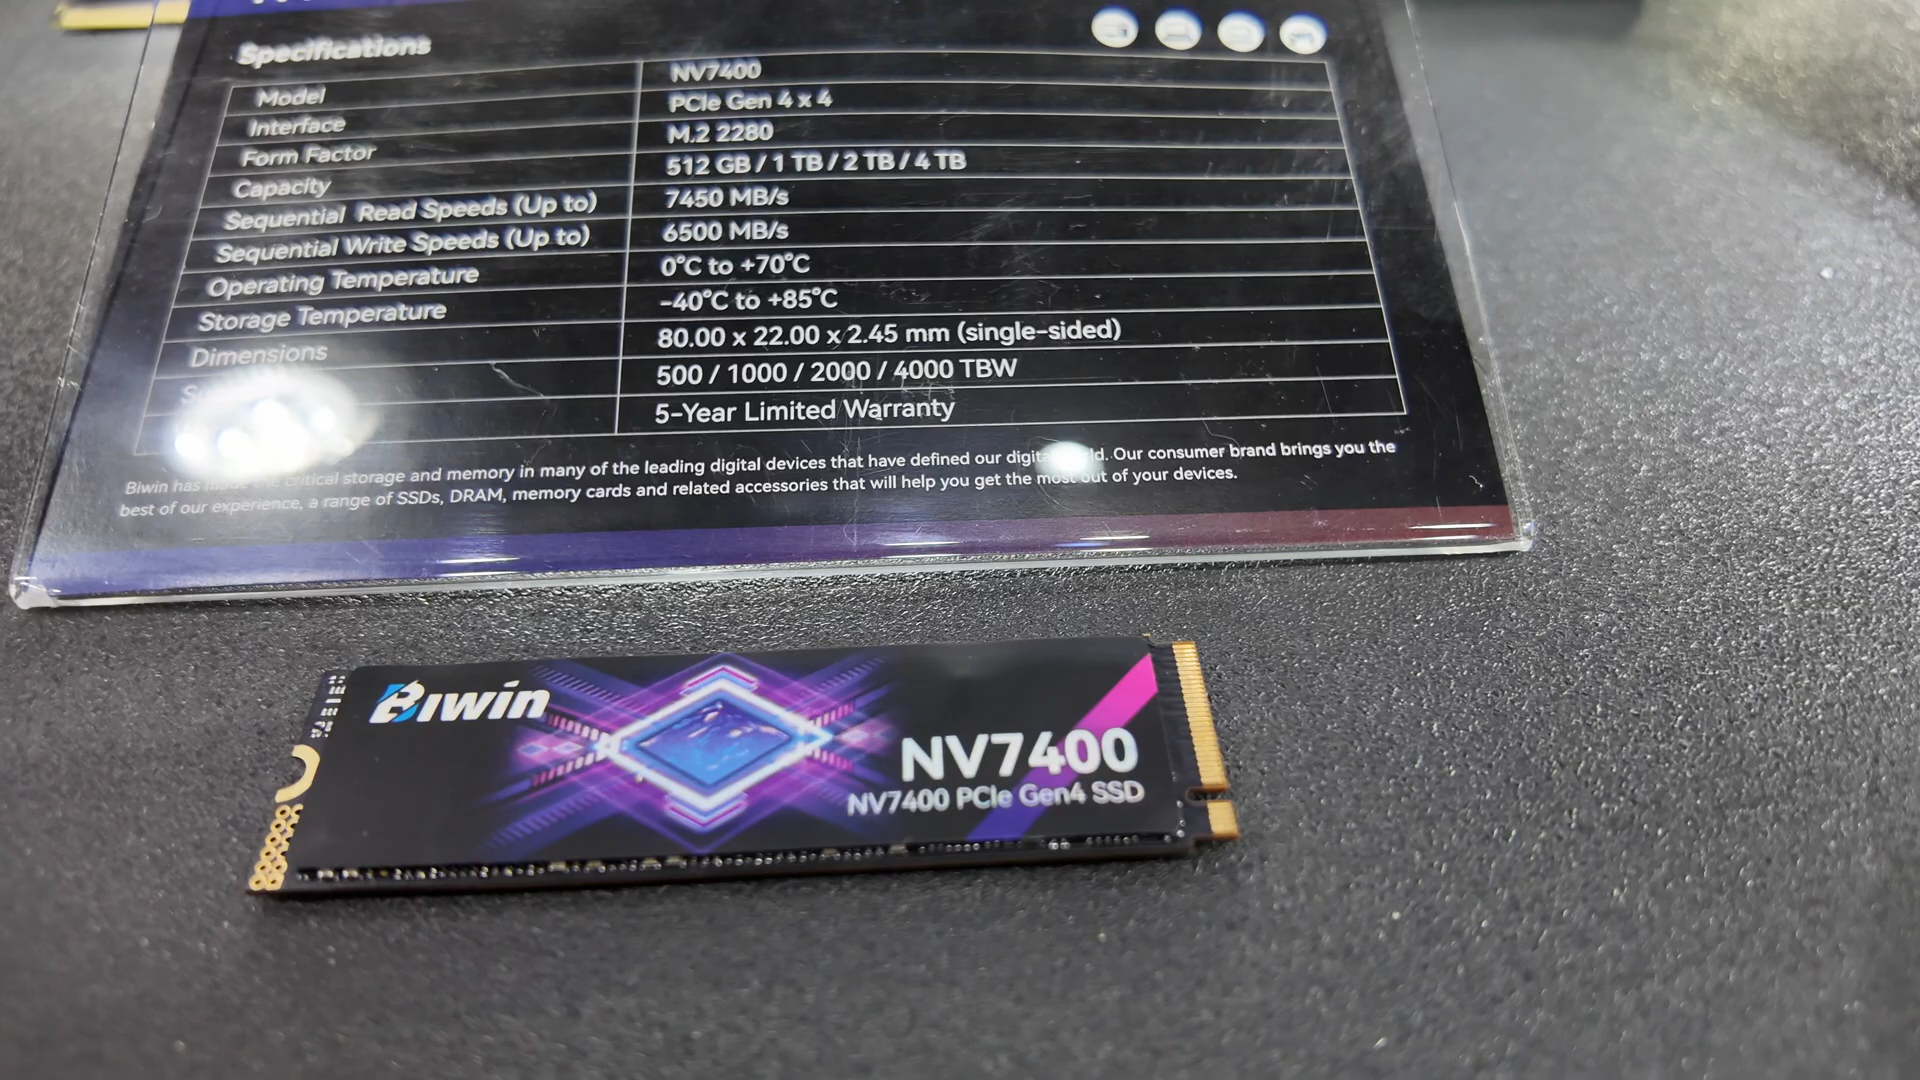 Specifications
Model NV7400
Interface PCIe Gen 4 x 4
Form Factor M.2 2280
Capacity 512 GB / 1 TB / 2 TB / 4 TB
Sequential Read Speeds (Up to) 7450 MB/s
Sequential Write Speeds (Up to) 6500 MB/s
Operating Temperature 0°C to +70°C
Storage Temperature -40°C to +85°C
Dimensions 80.00 x 22.00 x 2.45 mm (single-sided)
500 / 1000 / 2000 / 4000 TBW
5-Year Limited Warranty
Biwin has made the critical storage and memory in many of the leading digital devices that have defined our digital. Our consumer brand brings you the
best of our experience, a range of SSDs, DRAM, memory cards and related accessories that will help you get the most out of your devices.
Biwin
NV7400
NV7400 PCIe Gen4 SSD